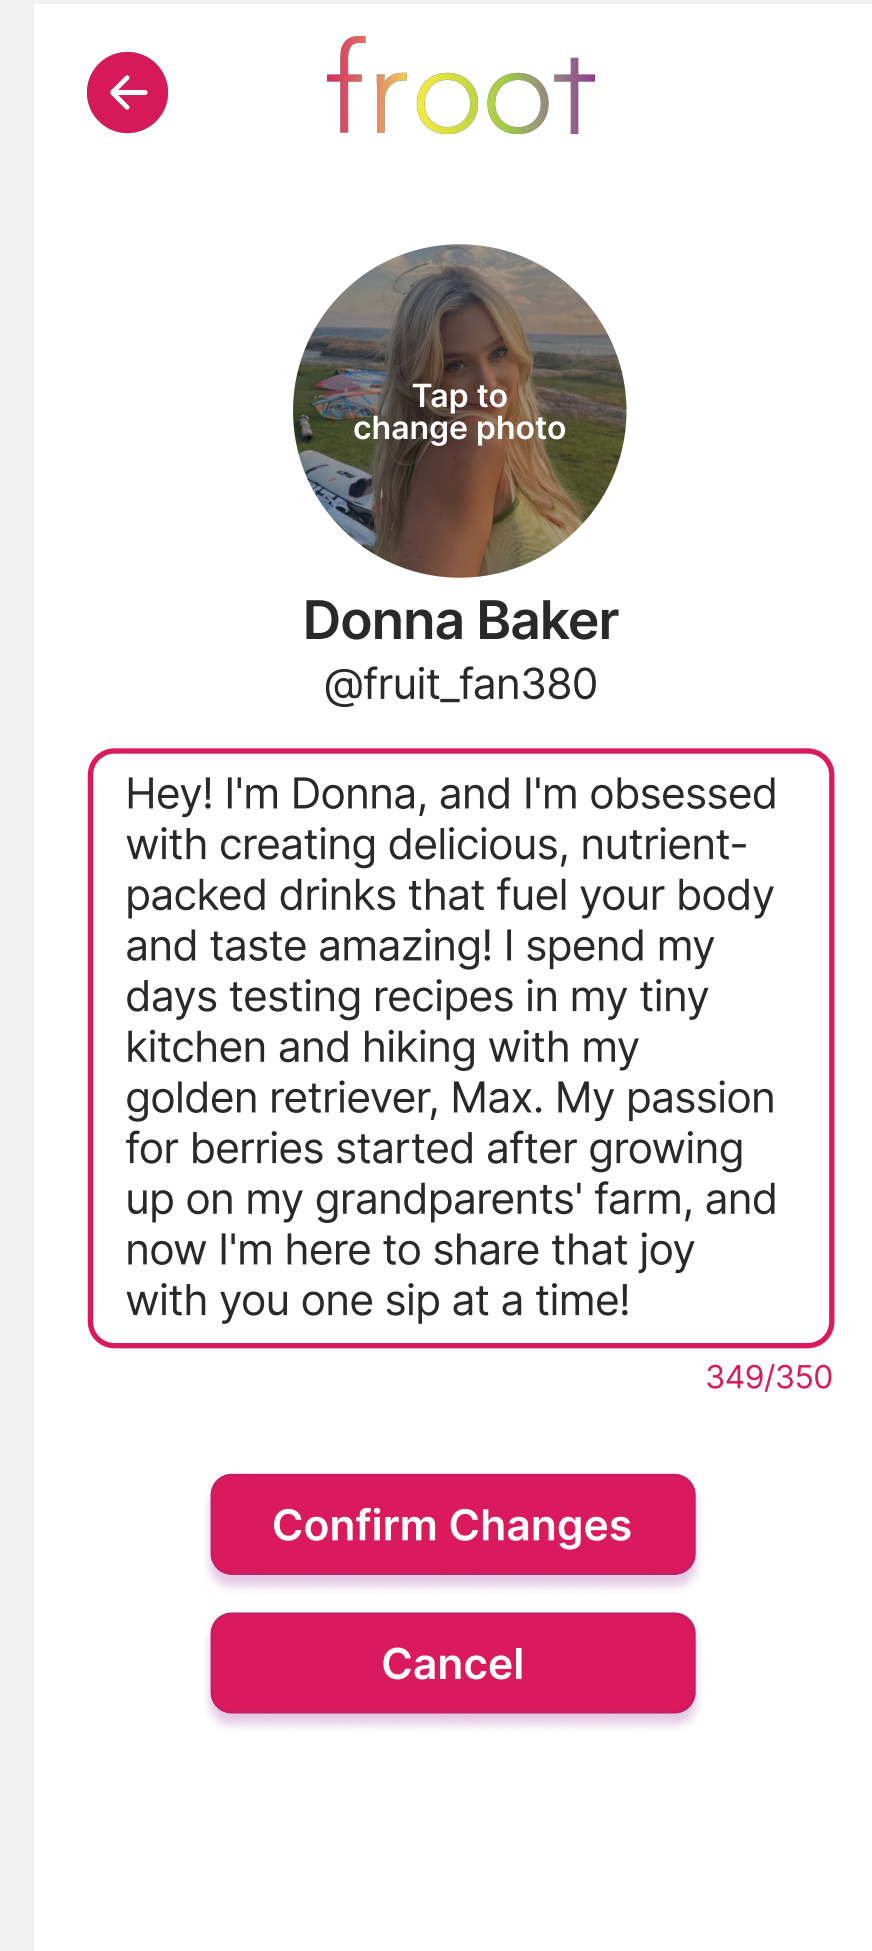 froot
Tap to
change photo
Donna Baker
@fruit_fan380
Hey! I'm Donna, and I'm obsessed
with creating delicious, nutrient-
packed drinks that fuel your body
and taste amazing! I spend my
days testing recipes in my tiny
kitchen and hiking with my
golden retriever, Max. My passion
for berries started after growing
up on my grandparents' farm, and
now I'm here to share that joy
with you one sip at a time!
349/350
Confirm Changes
Cancel